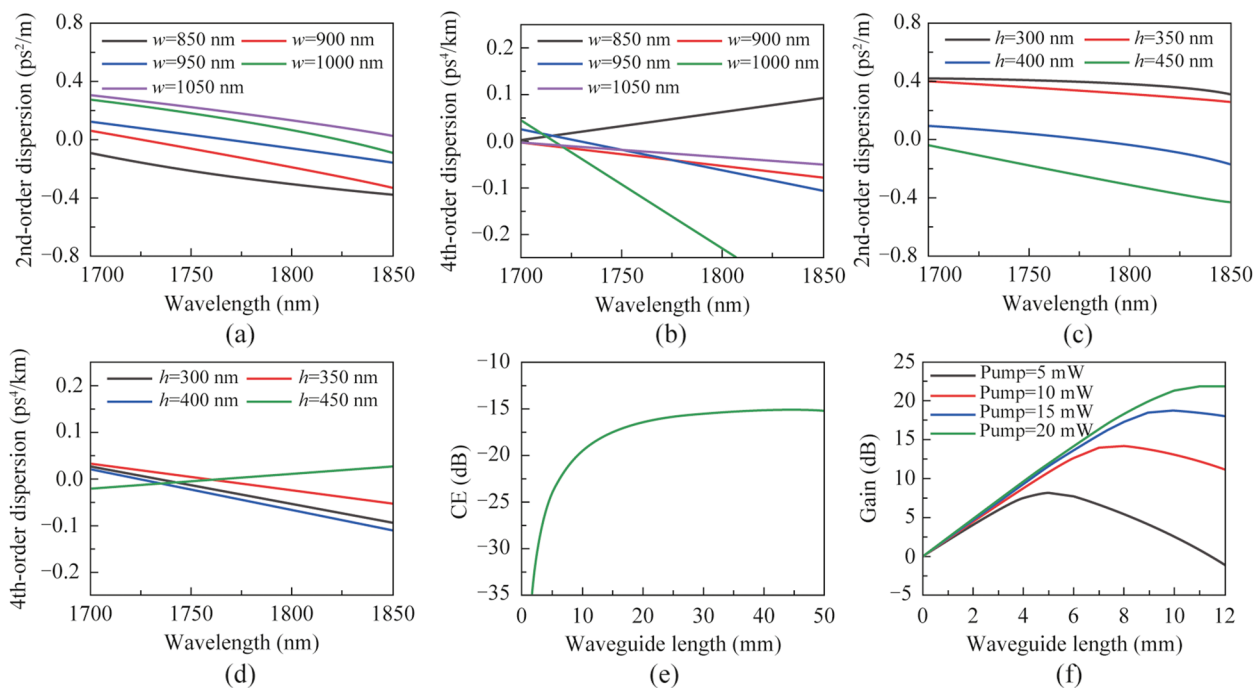 2nd-order dispersion (ps²/m)
0.8
0.4
0.0
−0.4
−0.8
w=850 nm w=900 nm
w=950 nm w=1000 nm
w=1050 nm
1700 1750 1800 1850
Wavelength (nm)
(a)
4th-order dispersion (ps⁴/km)
0.2
0.1
0.0
−0.1
−0.2
w=850 nm w=900 nm
w=950 nm w=1000 nm
w=1050 nm
1700 1750 1800 1850
Wavelength (nm)
(b)
2nd-order dispersion (ps²/m)
0.8
0.4
0.0
−0.4
−0.8
h=300 nm h=350 nm
h=400 nm h=450 nm
1700 1750 1800 1850
Wavelength (nm)
(c)
4th-order dispersion (ps⁴/km)
0.2
0.1
0.0
−0.1
−0.2
h=300 nm h=350 nm
h=400 nm h=450 nm
1700 1750 1800 1850
Wavelength (nm)
(d)
CE (dB)
−10
−15
−20
−25
−30
−35
0 10 20 30 40 50
Waveguide length (mm)
(e)
Gain (dB)
25
20
15
10
5
0
−5
Pump=5 mW
Pump=10 mW
Pump=15 mW
Pump=20 mW
0 2 4 6 8 10 12
Waveguide length (mm)
(f)